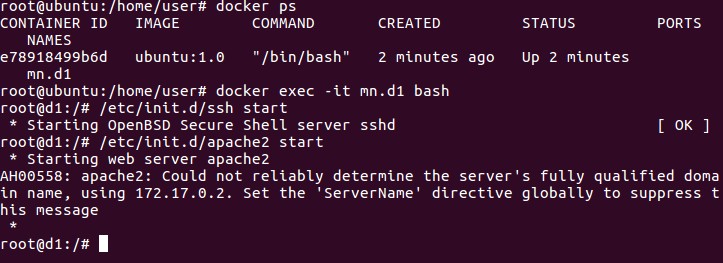 root@ubuntu:/home/user# docker ps
CONTAINER ID   IMAGE        COMMAND       CREATED         STATUS         PORTS
   NAMES
e78918499b6d   ubuntu:1.0   "/bin/bash"   2 minutes ago   Up 2 minutes
   mn.d1
root@ubuntu:/home/user# docker exec -it mn.d1 bash
root@d1:/# /etc/init.d/ssh start
 * Starting OpenBSD Secure Shell server sshd                             [ OK ]
root@d1:/# /etc/init.d/apache2 start
 * Starting web server apache2
AH00558: apache2: Could not reliably determine the server's fully qualified doma
in name, using 172.17.0.2. Set the 'ServerName' directive globally to suppress t
his message
 *
root@d1:/#